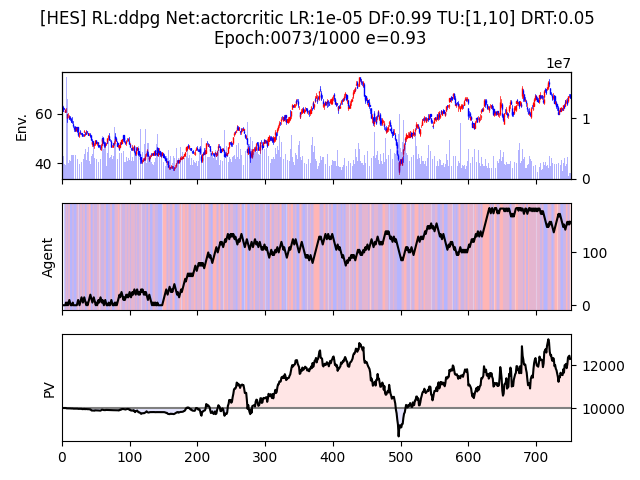 [HES] RL:ddpg Net:actorcritic LR:1e-05 DF:0.99 TU:[1,10] DRT:0.05
Epoch:0073/1000 e=0.93
1e7
Env.
60
40
1
0
Agent
100
0
PV
12000
10000
0 100 200 300 400 500 600 700